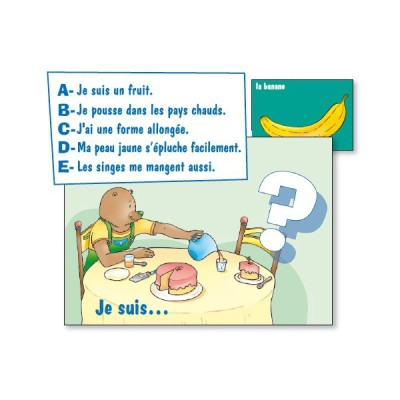 A- Je suis un fruit.
B- Je pousse dans les pays chauds.
C- J'ai une forme allongée.
D- Ma peau jaune s'épluche facilement.
E- Les singes me mangent aussi.
la banane
?
Je suis...